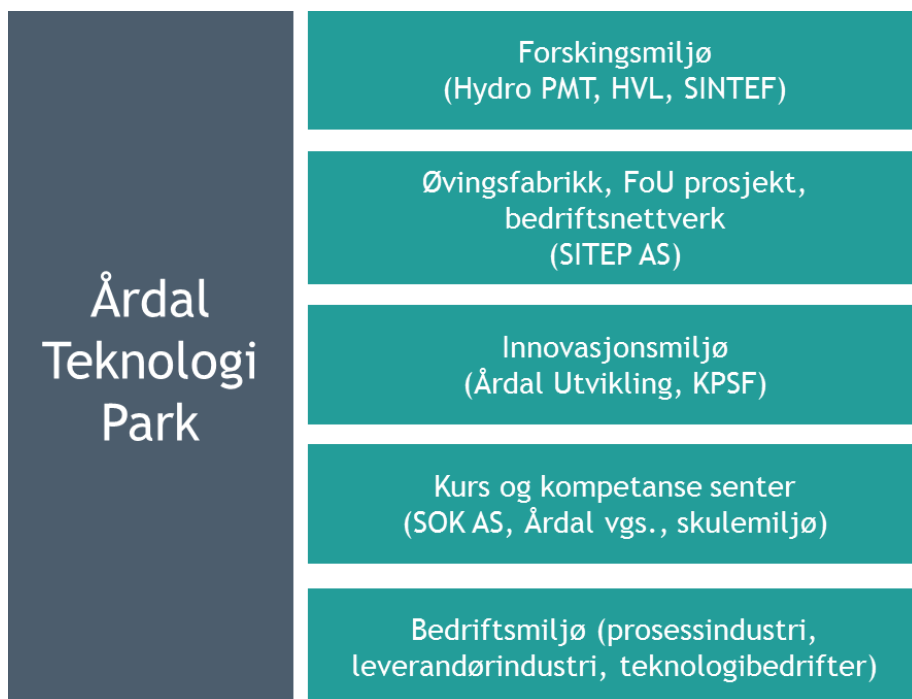 Årdal
Teknologi
Park
Forskingsmiljø
(Hydro PMT, HVL, SINTEF)
Øvingsfabrikk, FoU prosjekt,
bedriftsnettverk
(SITEP AS)
Innovasjonsmiljø
(Årdal Utvikling, KPSF)
Kurs og kompetanse senter
(SOK AS, Årdal vgs., skulemiljø)
Bedriftsmiljø (prosessindustri,
leverandørindustri, teknologibedrifter)